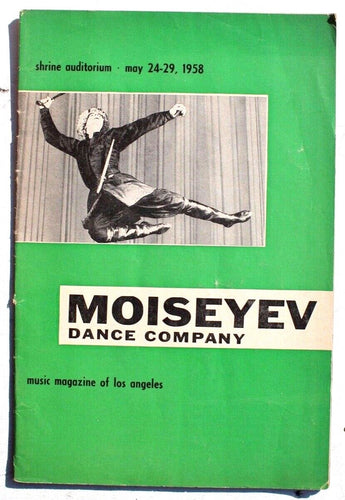 shrine auditorium · may 24-29, 1958
MOISEYEV
DANCE COMPANY
music magazine of los angeles